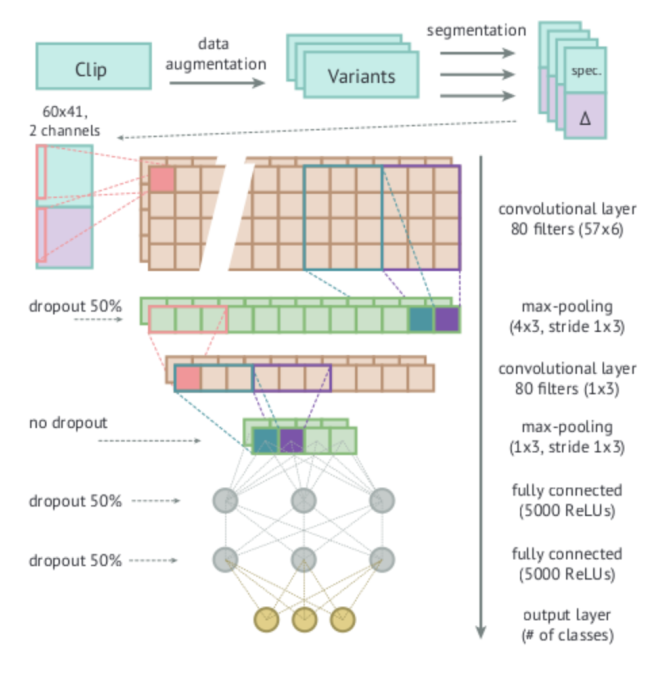 Clip
data
augmentation
Variants
segmentation
spec.
Δ
60x41,
2 channels
convolutional layer
80 filters (57x6)
dropout 50%
max-pooling
(4x3, stride 1x3)
convolutional layer
80 filters (1x3)
no dropout
max-pooling
(1x3, stride 1x3)
dropout 50%
fully connected
(5000 ReLUs)
dropout 50%
fully connected
(5000 ReLUs)
output layer
(# of classes)